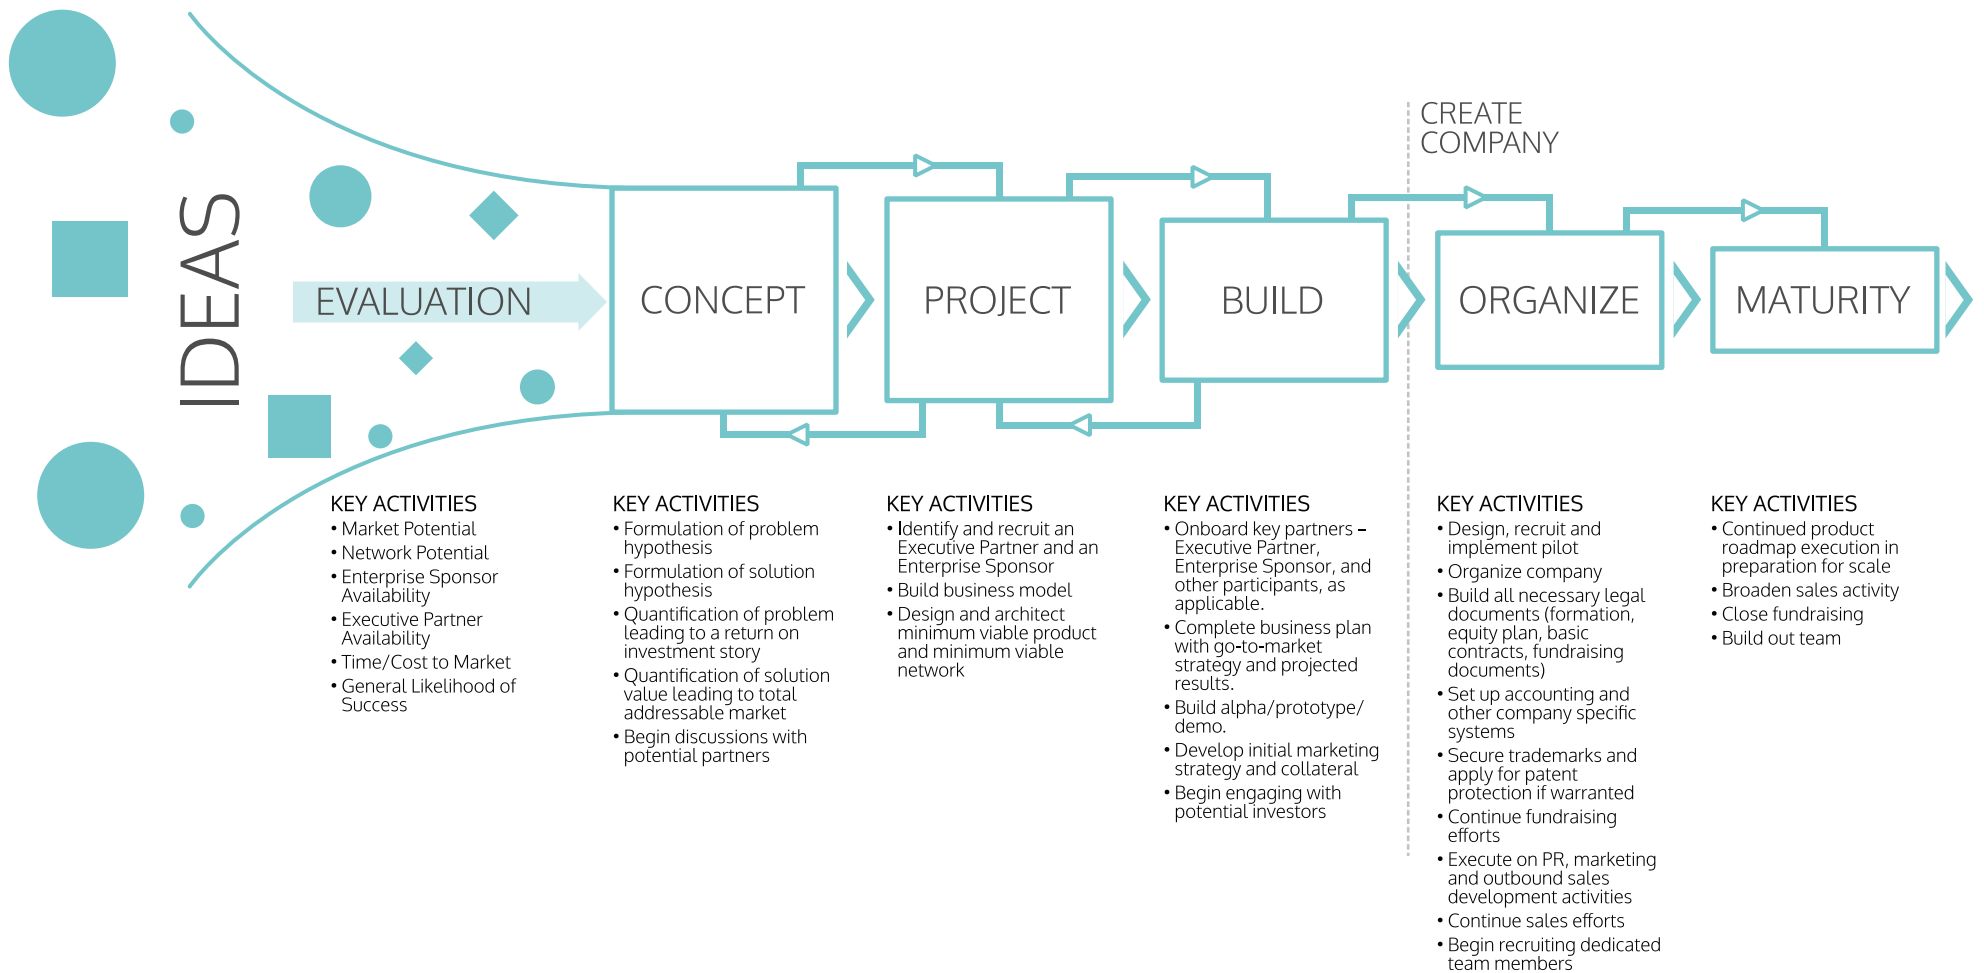 IDEAS
EVALUATION
CONCEPT
PROJECT
BUILD
CREATE
COMPANY
ORGANIZE
MATURITY
KEY ACTIVITIES
• Market Potential
• Network Potential
• Enterprise Sponsor
Availability
• Executive Partner
Availability
• Time/Cost to Market
• General Likelihood of
Success
KEY ACTIVITIES
• Formulation of problem
hypothesis
• Formulation of solution
hypothesis
• Quantification of problem
leading to a return on
investment story
• Quantification of solution
value leading to total
addressable market
• Begin discussions with
potential partners
KEY ACTIVITIES
• Identify and recruit an
Executive Partner and an
Enterprise Sponsor
• Build business model
• Design and architect
minimum viable product
and minimum viable
network
KEY ACTIVITIES
• Onboard key partners –
Executive Partner,
Enterprise Sponsor, and
other participants, as
applicable.
• Complete business plan
with go-to-market
strategy and projected
results.
• Build alpha/prototype/
demo.
• Develop initial marketing
strategy and collateral
• Begin engaging with
potential investors
KEY ACTIVITIES
• Design, recruit and
implement pilot
• Organize company
• Build all necessary legal
documents (formation,
equity plan, basic
contracts, fundraising
documents)
• Set up accounting and
other company specific
systems
• Secure trademarks and
apply for patent
protection if warranted
• Continue fundraising
efforts
• Execute on PR, marketing
and outbound sales
development activities
• Continue sales efforts
• Begin recruiting dedicated
team members
KEY ACTIVITIES
• Continued product
roadmap execution in
preparation for scale
• Broaden sales activity
• Close fundraising
• Build out team